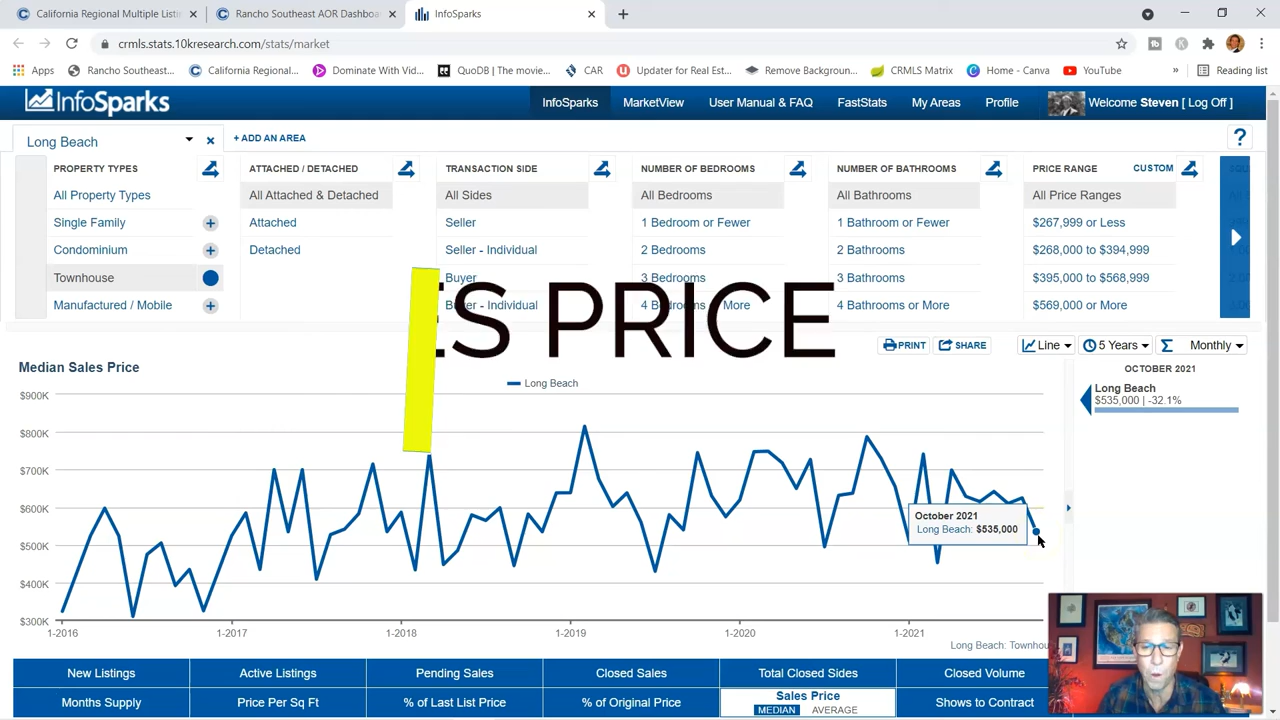 California Regional Multiple Listin
Rancho Southeast AOR Dashboa
InfoSparks
crmls.stats.10kresearch.com/stats/market
Apps
Rancho Southeast...
California Regional...
Dominate With Vid...
QuoDB | The movie...
CAR
Updater for Real Est...
Remove Backgroun...
CRMLS Matrix
Home - Canva
YouTube
»
Reading list
InfoSparks
InfoSparks
MarketView
User Manual & FAQ
FastStats
My Areas
Profile
Welcome Steven [ Log Off ]
Long Beach
+ ADD AN AREA
?
PROPERTY TYPES
All Property Types
Single Family
Condominium
Townhouse
Manufactured / Mobile
ATTACHED / DETACHED
All Attached & Detached
Attached
Detached
TRANSACTION SIDE
All Sides
Seller
Seller - Individual
Buyer
Buyer - Individual
NUMBER OF BEDROOMS
All Bedrooms
1 Bedroom or Fewer
2 Bedrooms
3 Bedrooms
4 Bedrooms or More
NUMBER OF BATHROOMS
All Bathrooms
1 Bathroom or Fewer
2 Bathrooms
3 Bathrooms
4 Bathrooms or More
PRICE RANGE CUSTOM
All Price Ranges
$267,999 or Less
$268,000 to $394,999
$395,000 to $568,999
$569,000 or More
ES PRICE
PRINT
SHARE
Line
5 Years
Monthly
Median Sales Price
Long Beach
$900K
$800K
$700K
$600K
$500K
$400K
$300K
1-2016
1-2017
1-2018
1-2019
1-2020
1-2021
October 2021
Long Beach: $535,000
OCTOBER 2021
Long Beach
$535,000 | -32.1%
Long Beach: Townhou
New Listings
Active Listings
Pending Sales
Closed Sales
Total Closed Sides
Closed Volume
Months Supply
Price Per Sq Ft
% of Last List Price
% of Original Price
Sales Price
MEDIAN AVERAGE
Shows to Contract